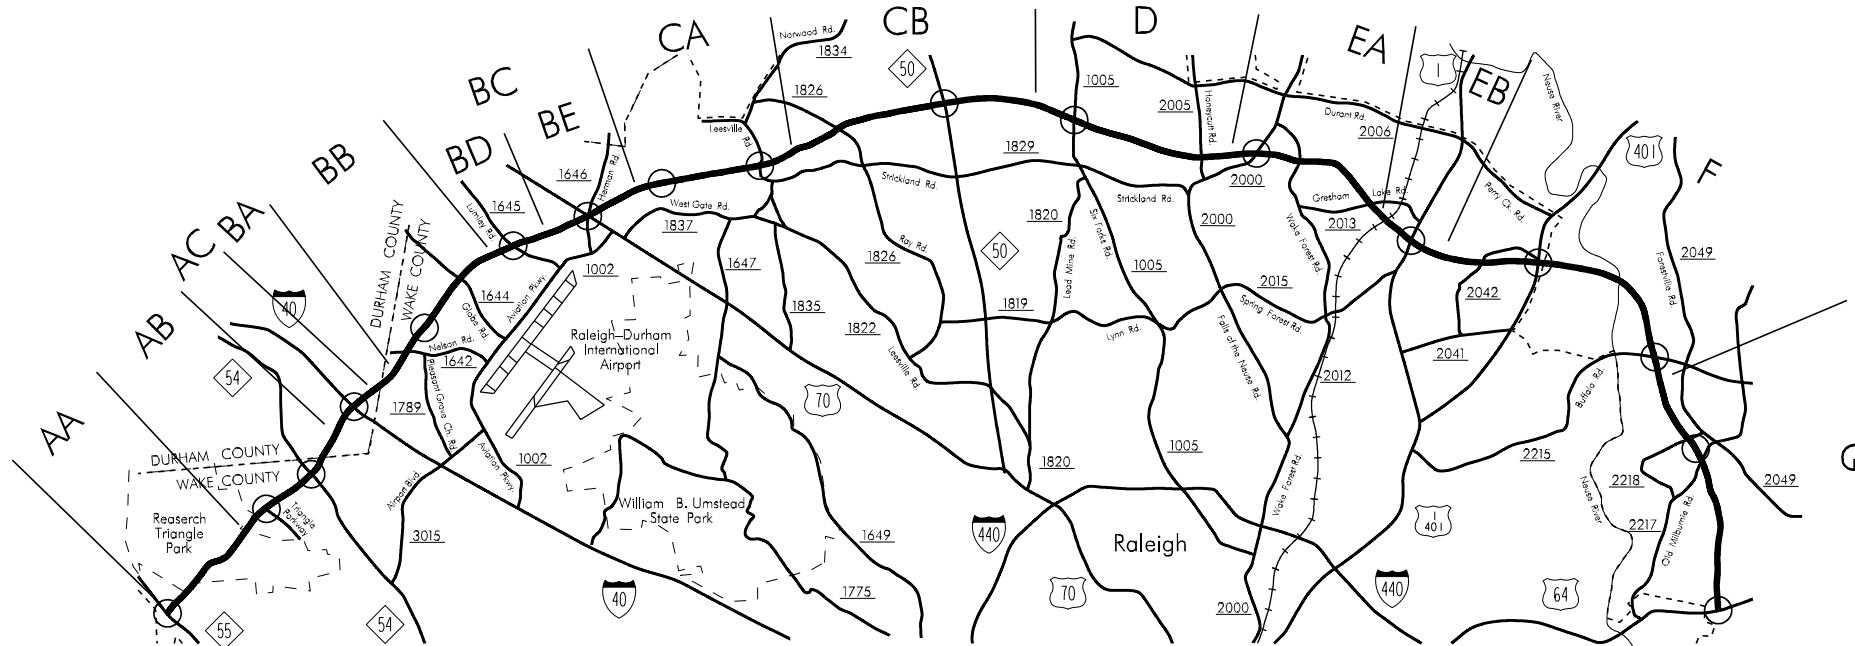 CB
D
CA
Norwood Rd.
1834
EA
50
1
BC
1826
1005
2005
Honeycutt Rd.
EB
Neuse River
BE
Leesville
Rd.
Durant Rd.
2006
BD
1829
401
BB
1646
Herman Rd.
Strickland Rd.
2000
F
1645
Lumley Rd.
West Gate Rd.
1837
Strickland Rd.
Gresham
Lake Rd.
Perry Ck. Rd.
BA
AC
DURHAM COUNTY
WAKE COUNTY
1820
Six Forks Rd.
2000
Wake Forest Rd.
2013
Ray Rd.
50
1826
1647
1002
Lead Mine Rd.
1005
2015
2049
Forestville Rd.
40
1644
Globe Rd.
Aviation Pkwy.
1835
1819
Spring Forest Rd.
2042
AB
Raleigh-Durham
International
Airport
1822
Lynn Rd.
Falls of the Neuse Rd.
Nelson Rd.
1642
Leesville Rd.
2041
54
Pleasant Grove Ch. Rd.
2012
Buffalo Rd.
1789
70
AA
DURHAM COUNTY
WAKE COUNTY
1002
Aviation Pkwy.
Airport Blvd.
1820
1005
2215
G
2218
2049
Wake Forest Rd.
Neuse River
Reaserch
Triangle
Park
Triangle
Parkway
William B. Umstead
State Park
3015
1649
440
Raleigh
1
401
2217
Old Milburnie Rd.
55
54
40
1775
70
2000
440
64